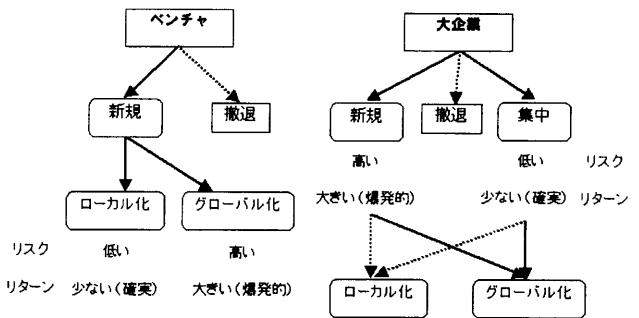 ベンチャ
大企業
新規
撤退
新規
撤退
集中
高い
低い
リスク
大きい(爆発的)
少ない(確実)
リターン
ローカル化
グローバル化
リスク
低い
高い
リターン
少ない(確実)
大きい(爆発的)
ローカル化
グローバル化